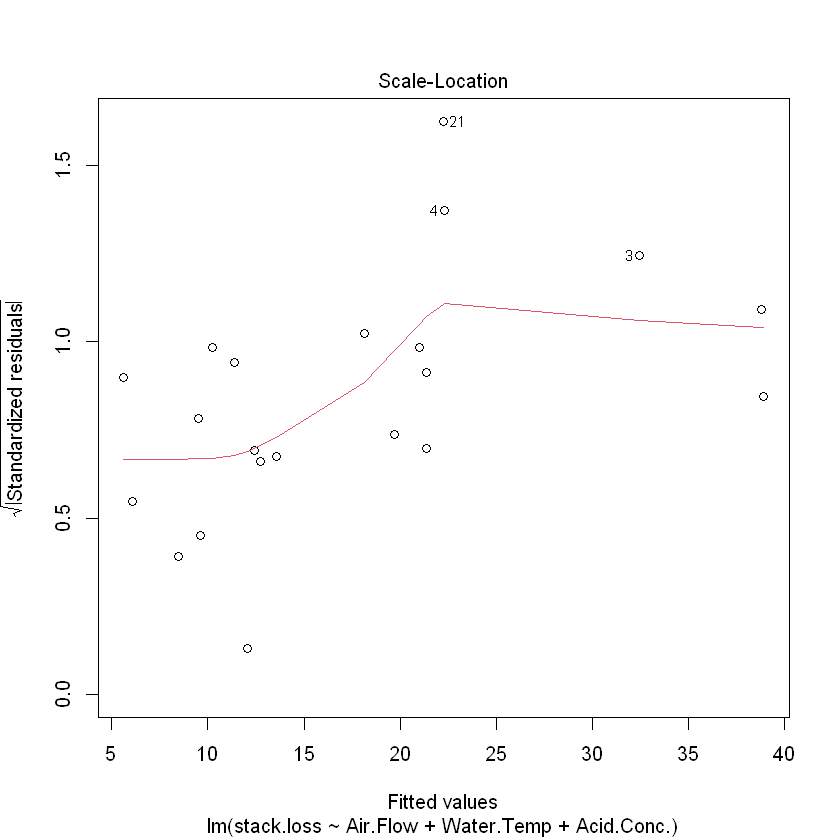 Scale-Location
√|Standardized residuals|
1.5
1.0
0.5
0.0
21
4
3
5 10 15 20 25 30 35 40
Fitted values
lm(stack.loss ~ Air.Flow + Water.Temp + Acid.Conc.)